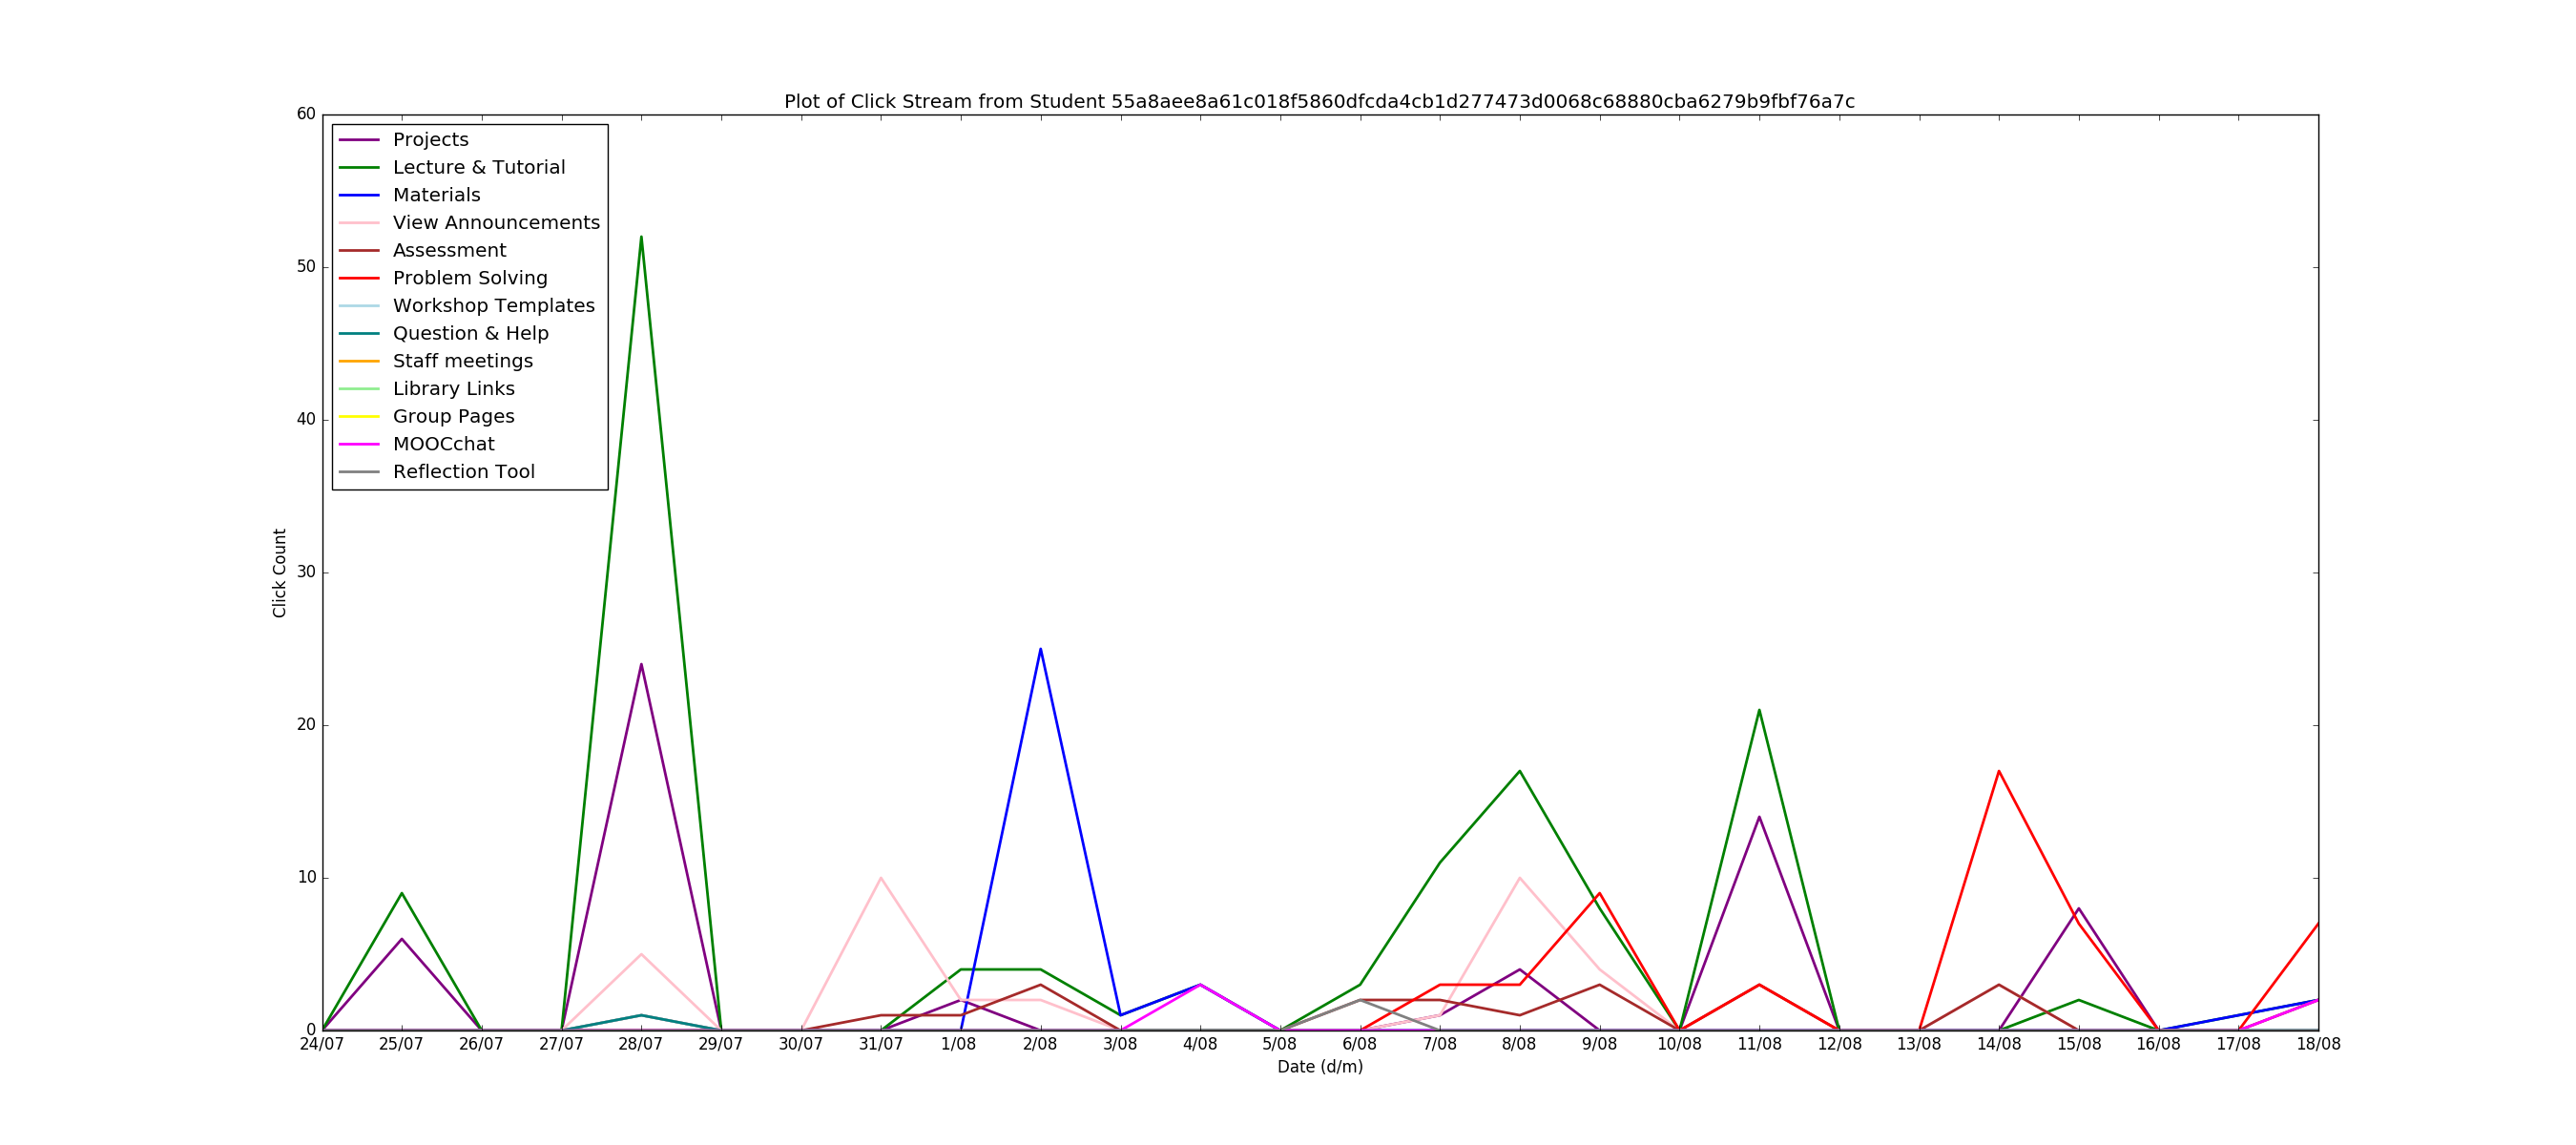 Plot of Click Stream from Student 55a8aee8a61c018f5860dfcda4cb1d277473d0068c68880cba6279b9fbf76a7c
60
50
40
30
20
10
0
Click Count
Projects
Lecture & Tutorial
Materials
View Announcements
Assessment
Problem Solving
Workshop Templates
Question & Help
Staff meetings
Library Links
Group Pages
MOOCchat
Reflection Tool
24/07 25/07 26/07 27/07 28/07 29/07 30/07 31/07 1/08 2/08 3/08 4/08 5/08 6/08 7/08 8/08 9/08 10/08 11/08 12/08 13/08 14/08 15/08 16/08 17/08 18/08
Date (d/m)